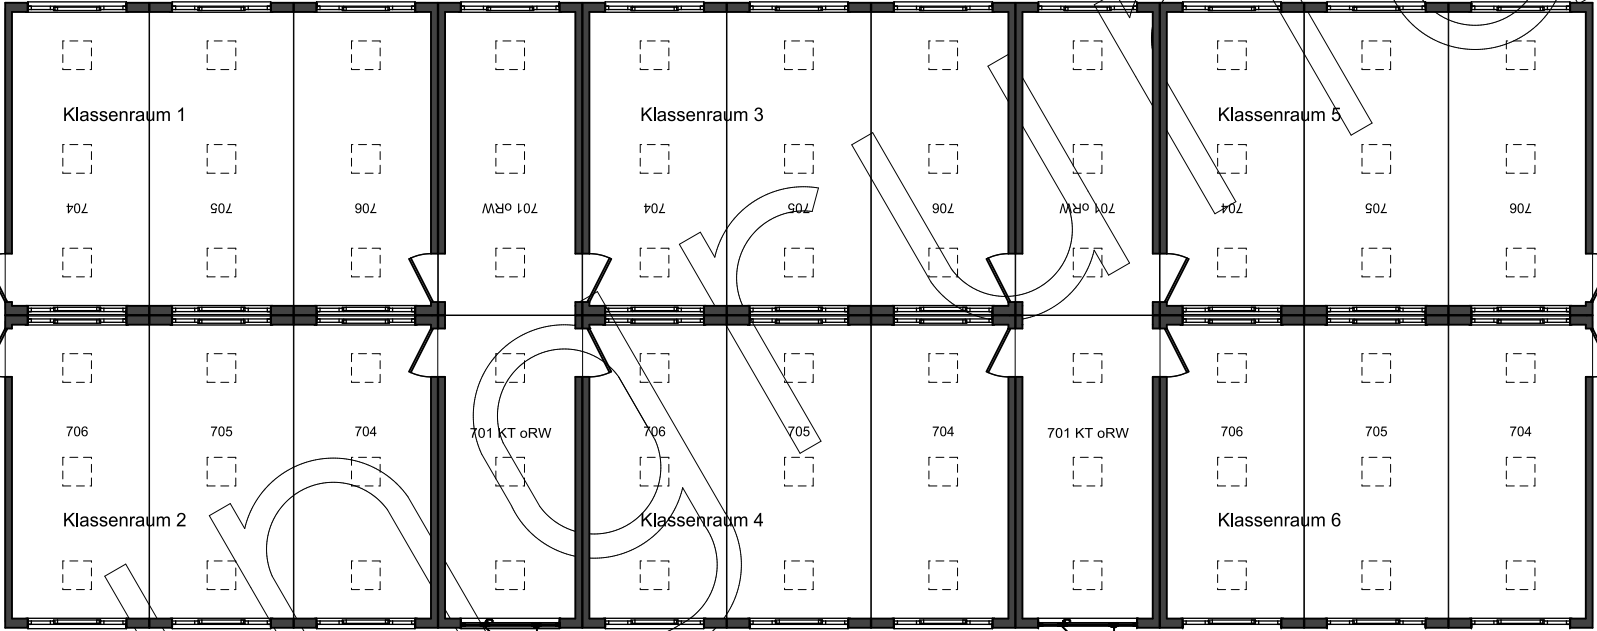 Klassenraum 1
Klassenraum 3
Klassenraum 5
704 705 706 701 oRW 704 705 706 701 oRW 704 705 706
706 705 704 701 KT oRW 706 705 704 701 KT oRW 706 705 704
Klassenraum 2
Klassenraum 4
Klassenraum 6